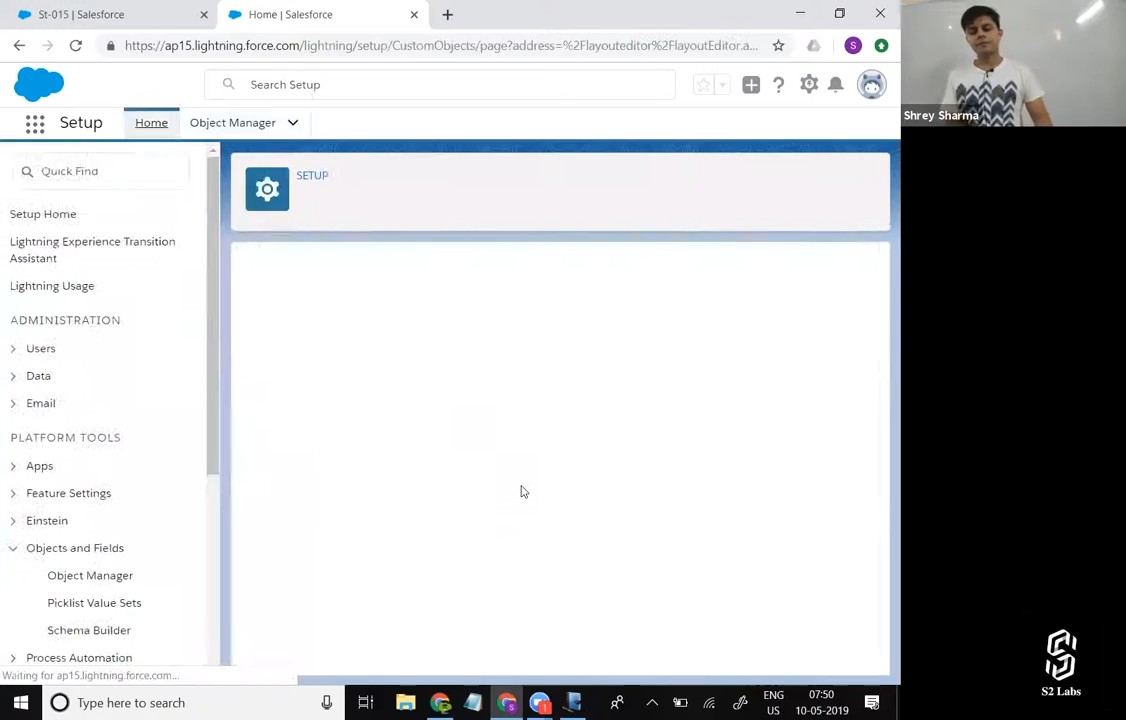 St-015 | Salesforce
Home | Salesforce
https://ap15.lightning.force.com/lightning/setup/CustomObjects/page?address=%2Flayouteditor%2FlayoutEditor.a...
Search Setup
Setup
Home
Object Manager
Shrey Sharma
Quick Find
SETUP
Setup Home
Lightning Experience Transition
Assistant
Lightning Usage
ADMINISTRATION
Users
Data
Email
PLATFORM TOOLS
Apps
Feature Settings
Einstein
Objects and Fields
Object Manager
Picklist Value Sets
Schema Builder
Process Automation
Waiting for ap15.lightning.force.com...
S2 Labs
Type here to search
ENG
US
07:50
10-05-2019